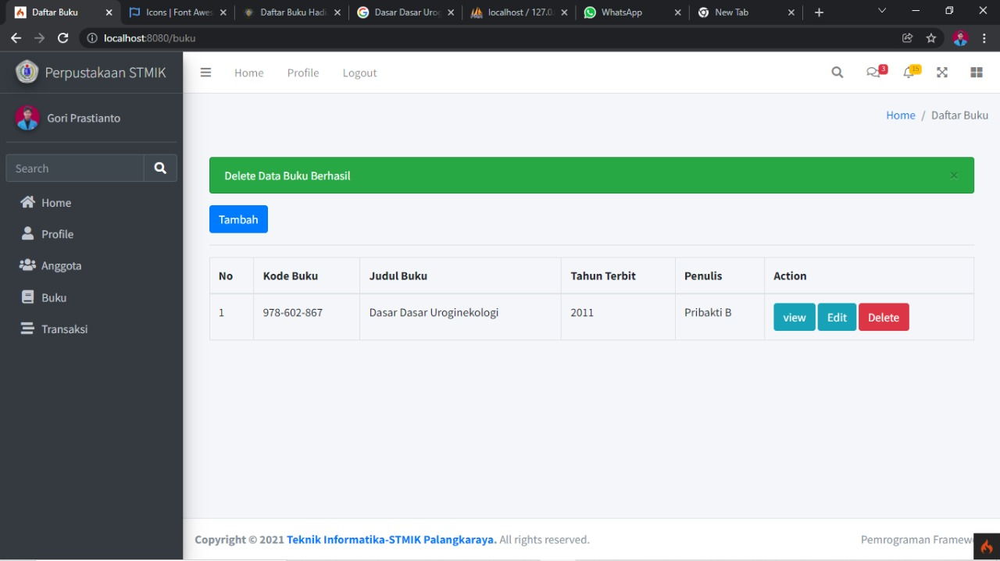 Daftar Buku
Icons | Font Awes
Daftar Buku Hadi
Dasar Dasar Urog
localhost / 127.0.
WhatsApp
New Tab
localhost:8080/buku
Perpustakaan STMIK
Home Profile Logout
3
15
Gori Prastianto
Home / Daftar Buku
Search
Home
Profile
Anggota
Buku
Transaksi
Delete Data Buku Berhasil ×
Tambah
No Kode Buku Judul Buku Tahun Terbit Penulis Action
1 978-602-867 Dasar Dasar Uroginekologi 2011 Pribakti B view Edit Delete
Copyright © 2021 Teknik Informatika-STMIK Palangkaraya. All rights reserved.
Pemrograman Framew